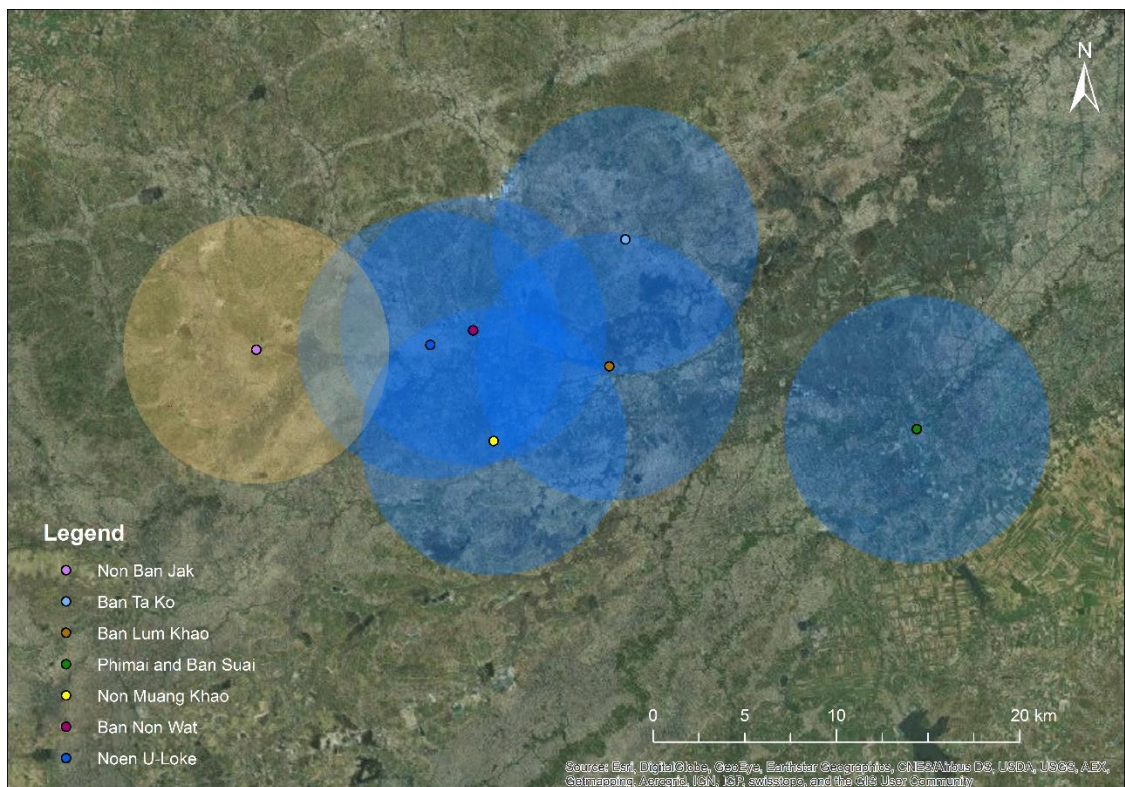 N
Legend
Non Ban Jak
Ban Ta Ko
Ban Lum Khao
Phimai and Ban Suai
Non Muang Khao
Ban Non Wat
Noen U-Loke
0 5 10 20 km
Source: Esri, DigitalGlobe, GeoEye, Earthstar Geographics, CNES/Airbus DS, USDA, USGS, AEX,
Getmapping, Aerogrid, IGN, IGP, swisstopo, and the GIS User Community